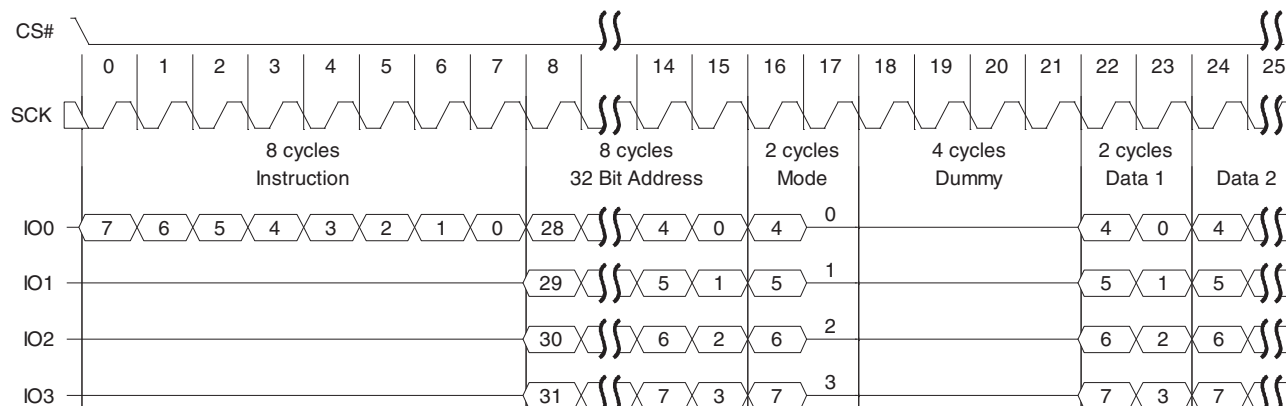 CS#
0 1 2 3 4 5 6 7 8 14 15 16 17 18 19 20 21 22 23 24 25
SCK
8 cycles 8 cycles 2 cycles 4 cycles 2 cycles
Instruction 32 Bit Address Mode Dummy Data 1 Data 2
IO0 7 6 5 4 3 2 1 0 28 4 0 4 0 4 0 4
IO1 29 5 1 5 1 5 1 5
IO2 30 6 2 6 2 6 2 6
IO3 31 7 3 7 3 7 3 7